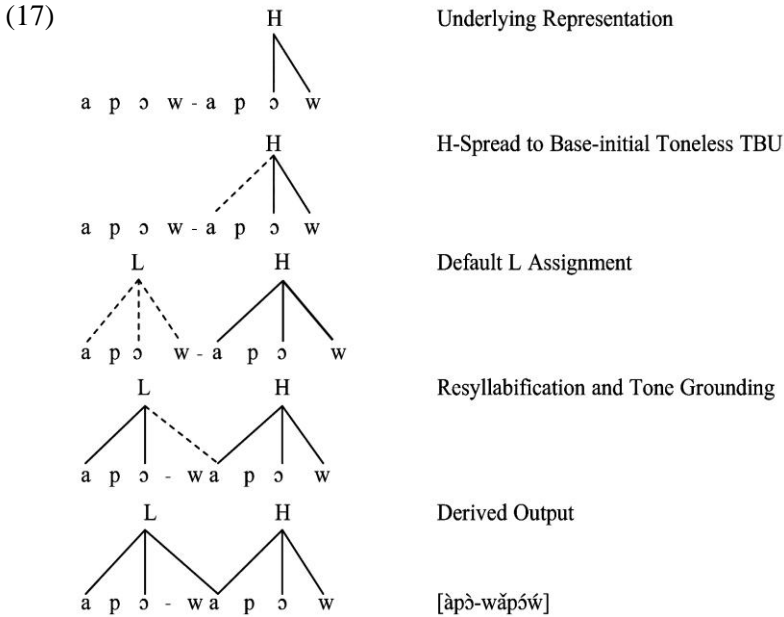 (17) H Underlying Representation
a p ɔ w - a p ɔ w
H H-Spread to Base-initial Toneless TBU
a p ɔ w - a p ɔ w
L H Default L Assignment
a p ɔ w - a p ɔ w
L H Resyllabification and Tone Grounding
a p ɔ - w a p ɔ w
L H Derived Output
a p ɔ - w a p ɔ w [àpɔ̀-wǎpɔ́ẃ]